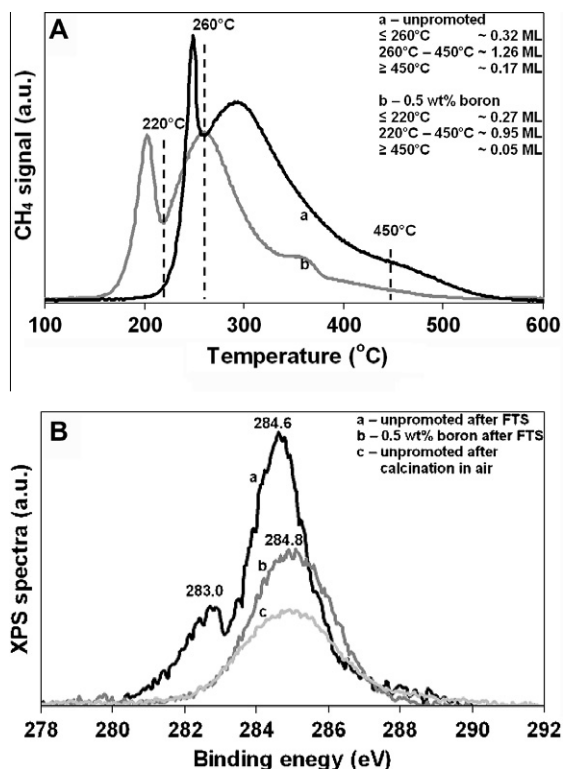 A
260°C
220°C
450°C
a – unpromoted
≤ 260°C ~ 0.32 ML
260°C – 450°C ~ 1.26 ML
≥ 450°C ~ 0.17 ML
b – 0.5 wt% boron
≤ 220°C ~ 0.27 ML
220°C – 450°C ~ 0.95 ML
≥ 450°C ~ 0.05 ML
a
b
CH₄ signal (a.u.)
100 200 300 400 500 600
Temperature (°C)
B
284.6
284.8
283.0
a – unpromoted after FTS
b – 0.5 wt% boron after FTS
c – unpromoted after
calcination in air
a
b
c
XPS spectra (a.u.)
278 280 282 284 286 288 290 292
Binding enegy (eV)